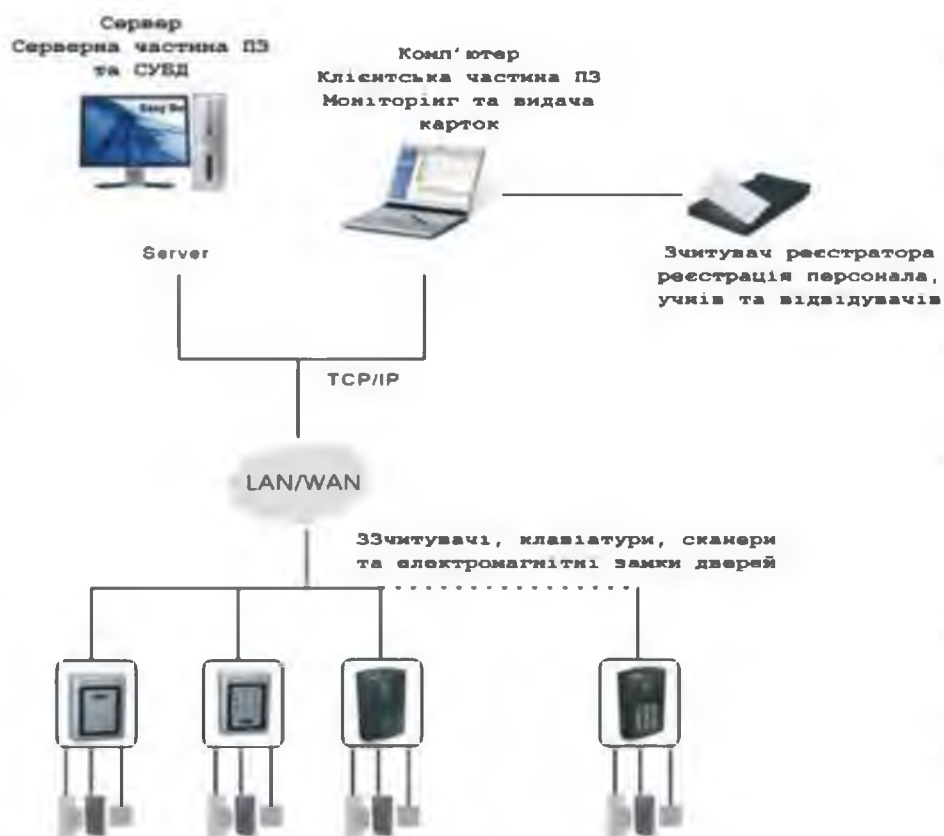 Сервер
Серверна частина ПЗ
та СУБД
Комп'ютер
Клієнтська частина ПЗ
Моніторінг та видача
карток
Server
Зчитувач реєстратора
реєстрація персонала,
учнів та відвідувачів
TCP/IP
LAN/WAN
ЗЗчитувачі, клавіатури, сканери
та електромагнітні замки дверей